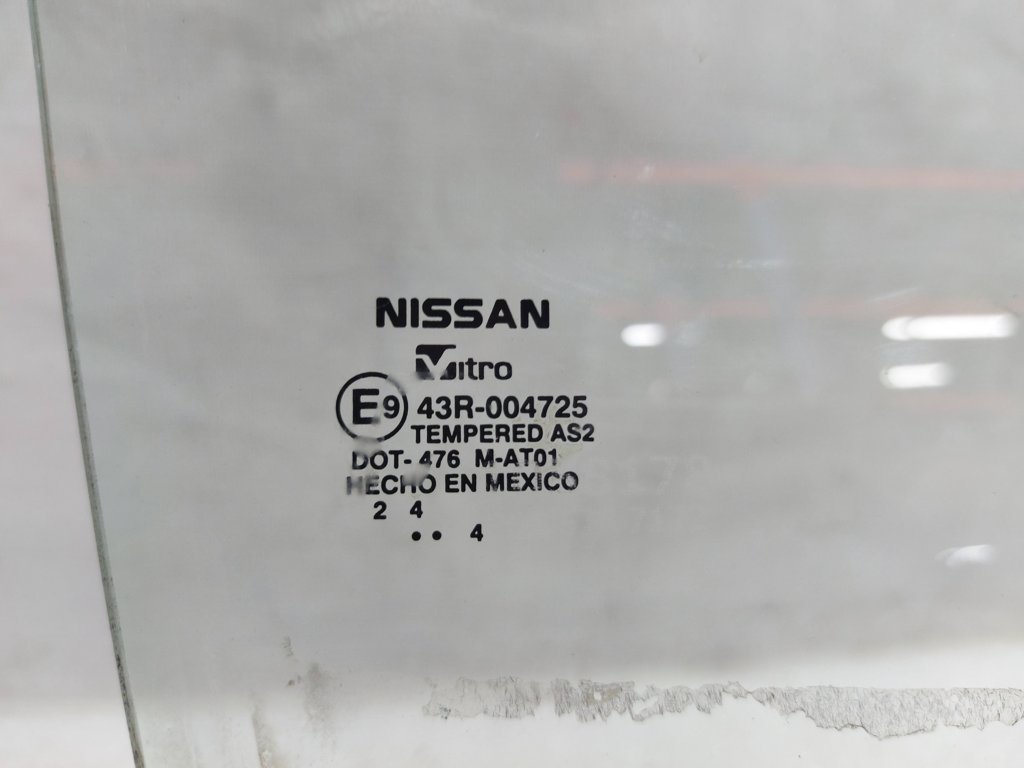 NISSAN
Vitro
E9 43R-004725
TEMPERED AS2
DOT- 476 M-AT01
HECHO EN MEXICO
2 4
•• 4